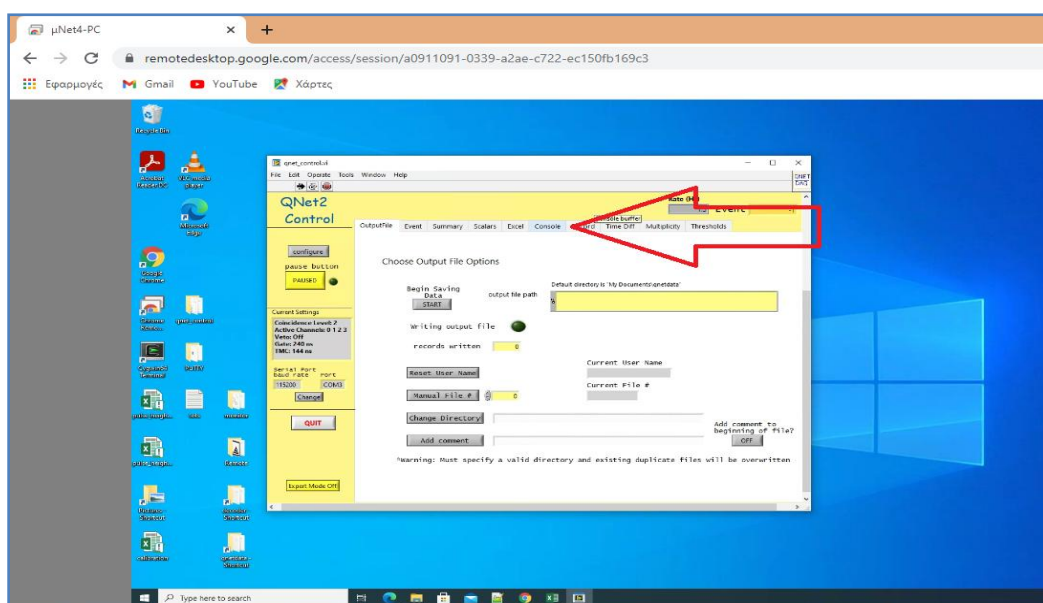 µNet4-PC
remotedesktop.google.com/access/session/a0911091-0339-a2ae-c722-ec150fb169c3
Εφαρμογές Gmail YouTube Χάρτες
Recycle Bin
qnet_control.vi
File Edit Operate Tools Window Help
QNET
DAQ
QNet2
Control
Rate
Event
Console buffer
OutputFile Event Summary Scalars Excel Console Time Diff Multiplicity Thresholds
configure
pause button
PAUSED
Choose Output File Options
Begin Saving
Data
START
output file path
Default directory is 'My Documents\qnetdata'
Writing output file
records written 0
Current Settings
Coincidence Level: 2
Active Channels: 0 1 2 3
Veto: Off
Gate: 240 ns
TMC: 144 ns
Serial Port
baud rate port
115200 COM3
Change
QUIT
Export Mode Off
Current User Name
Reset User Name
Current File #
Manual File # 0
Change Directory
Add comment
Add comment to
beginning of file?
OFF
*Warning: Must specify a valid directory and existing duplicate files will be overwritten
Type here to search